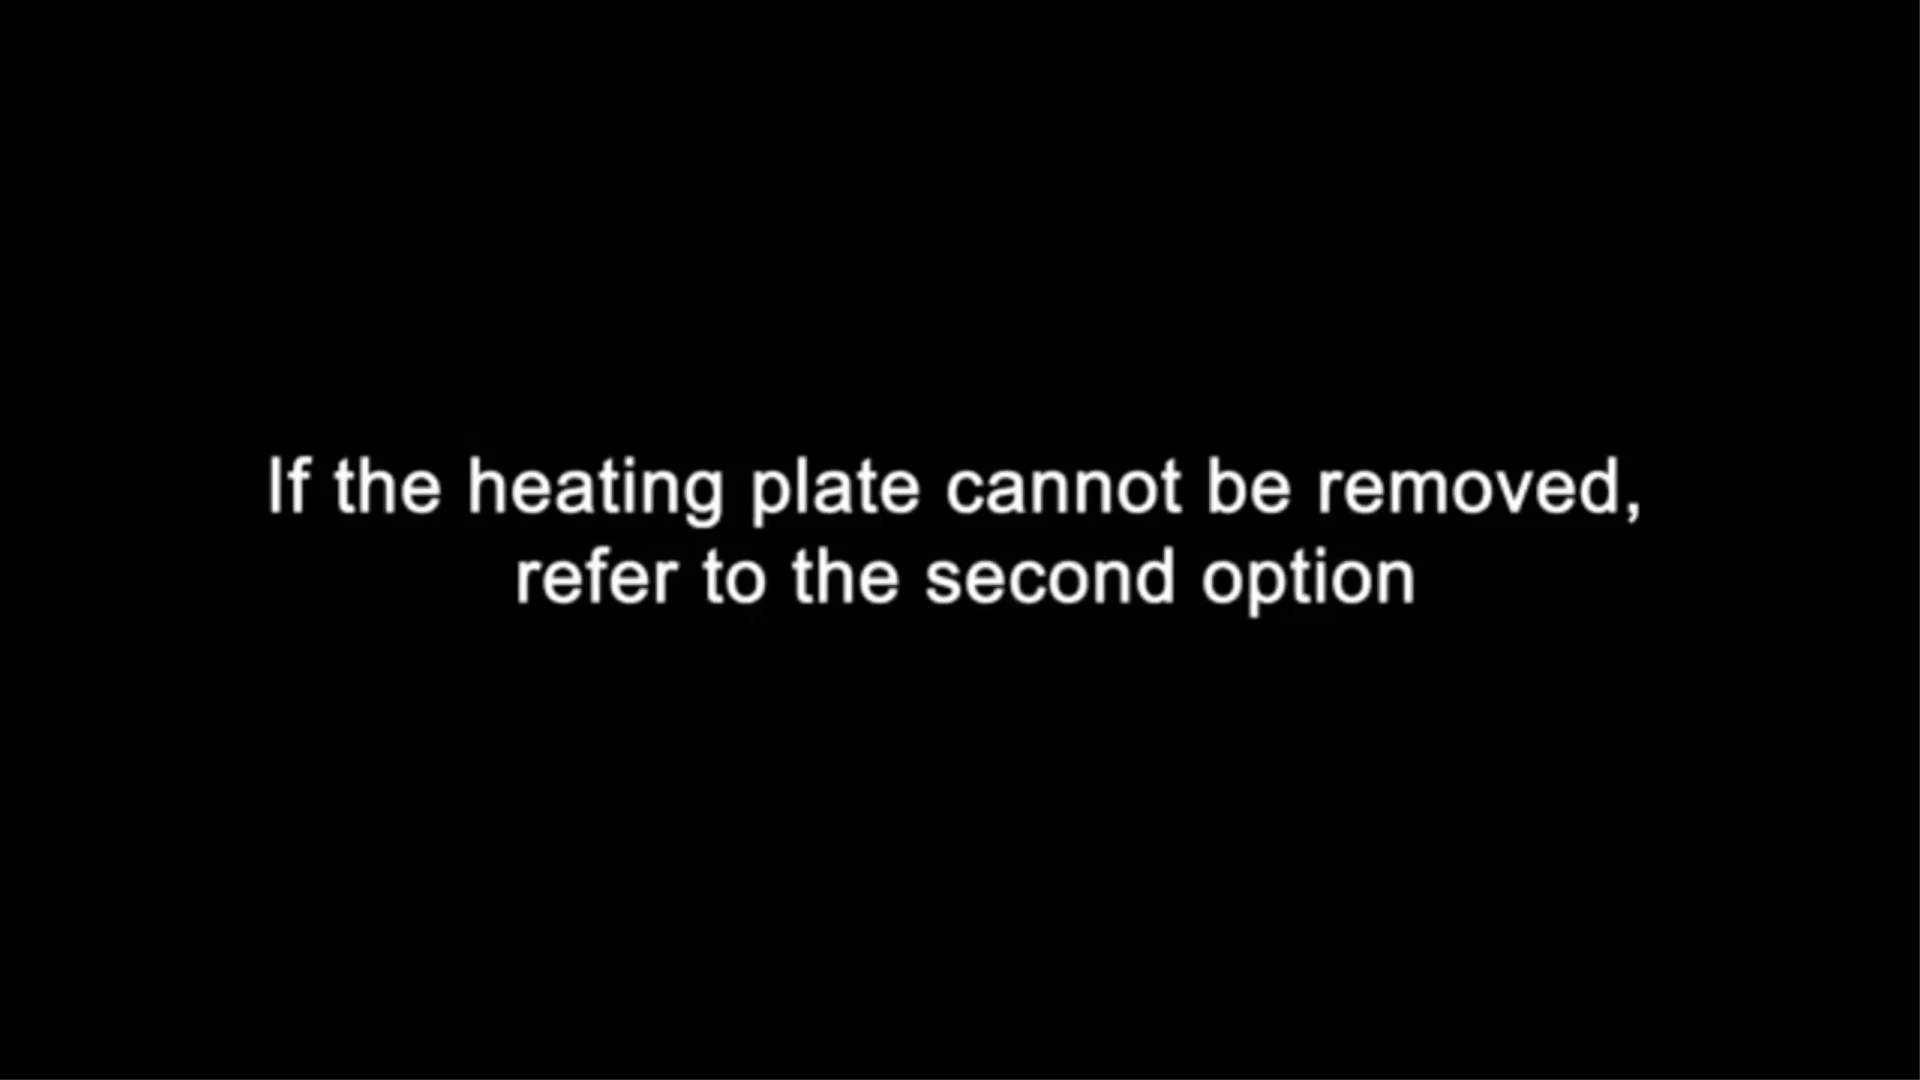 If the heating plate cannot be removed,
refer to the second option